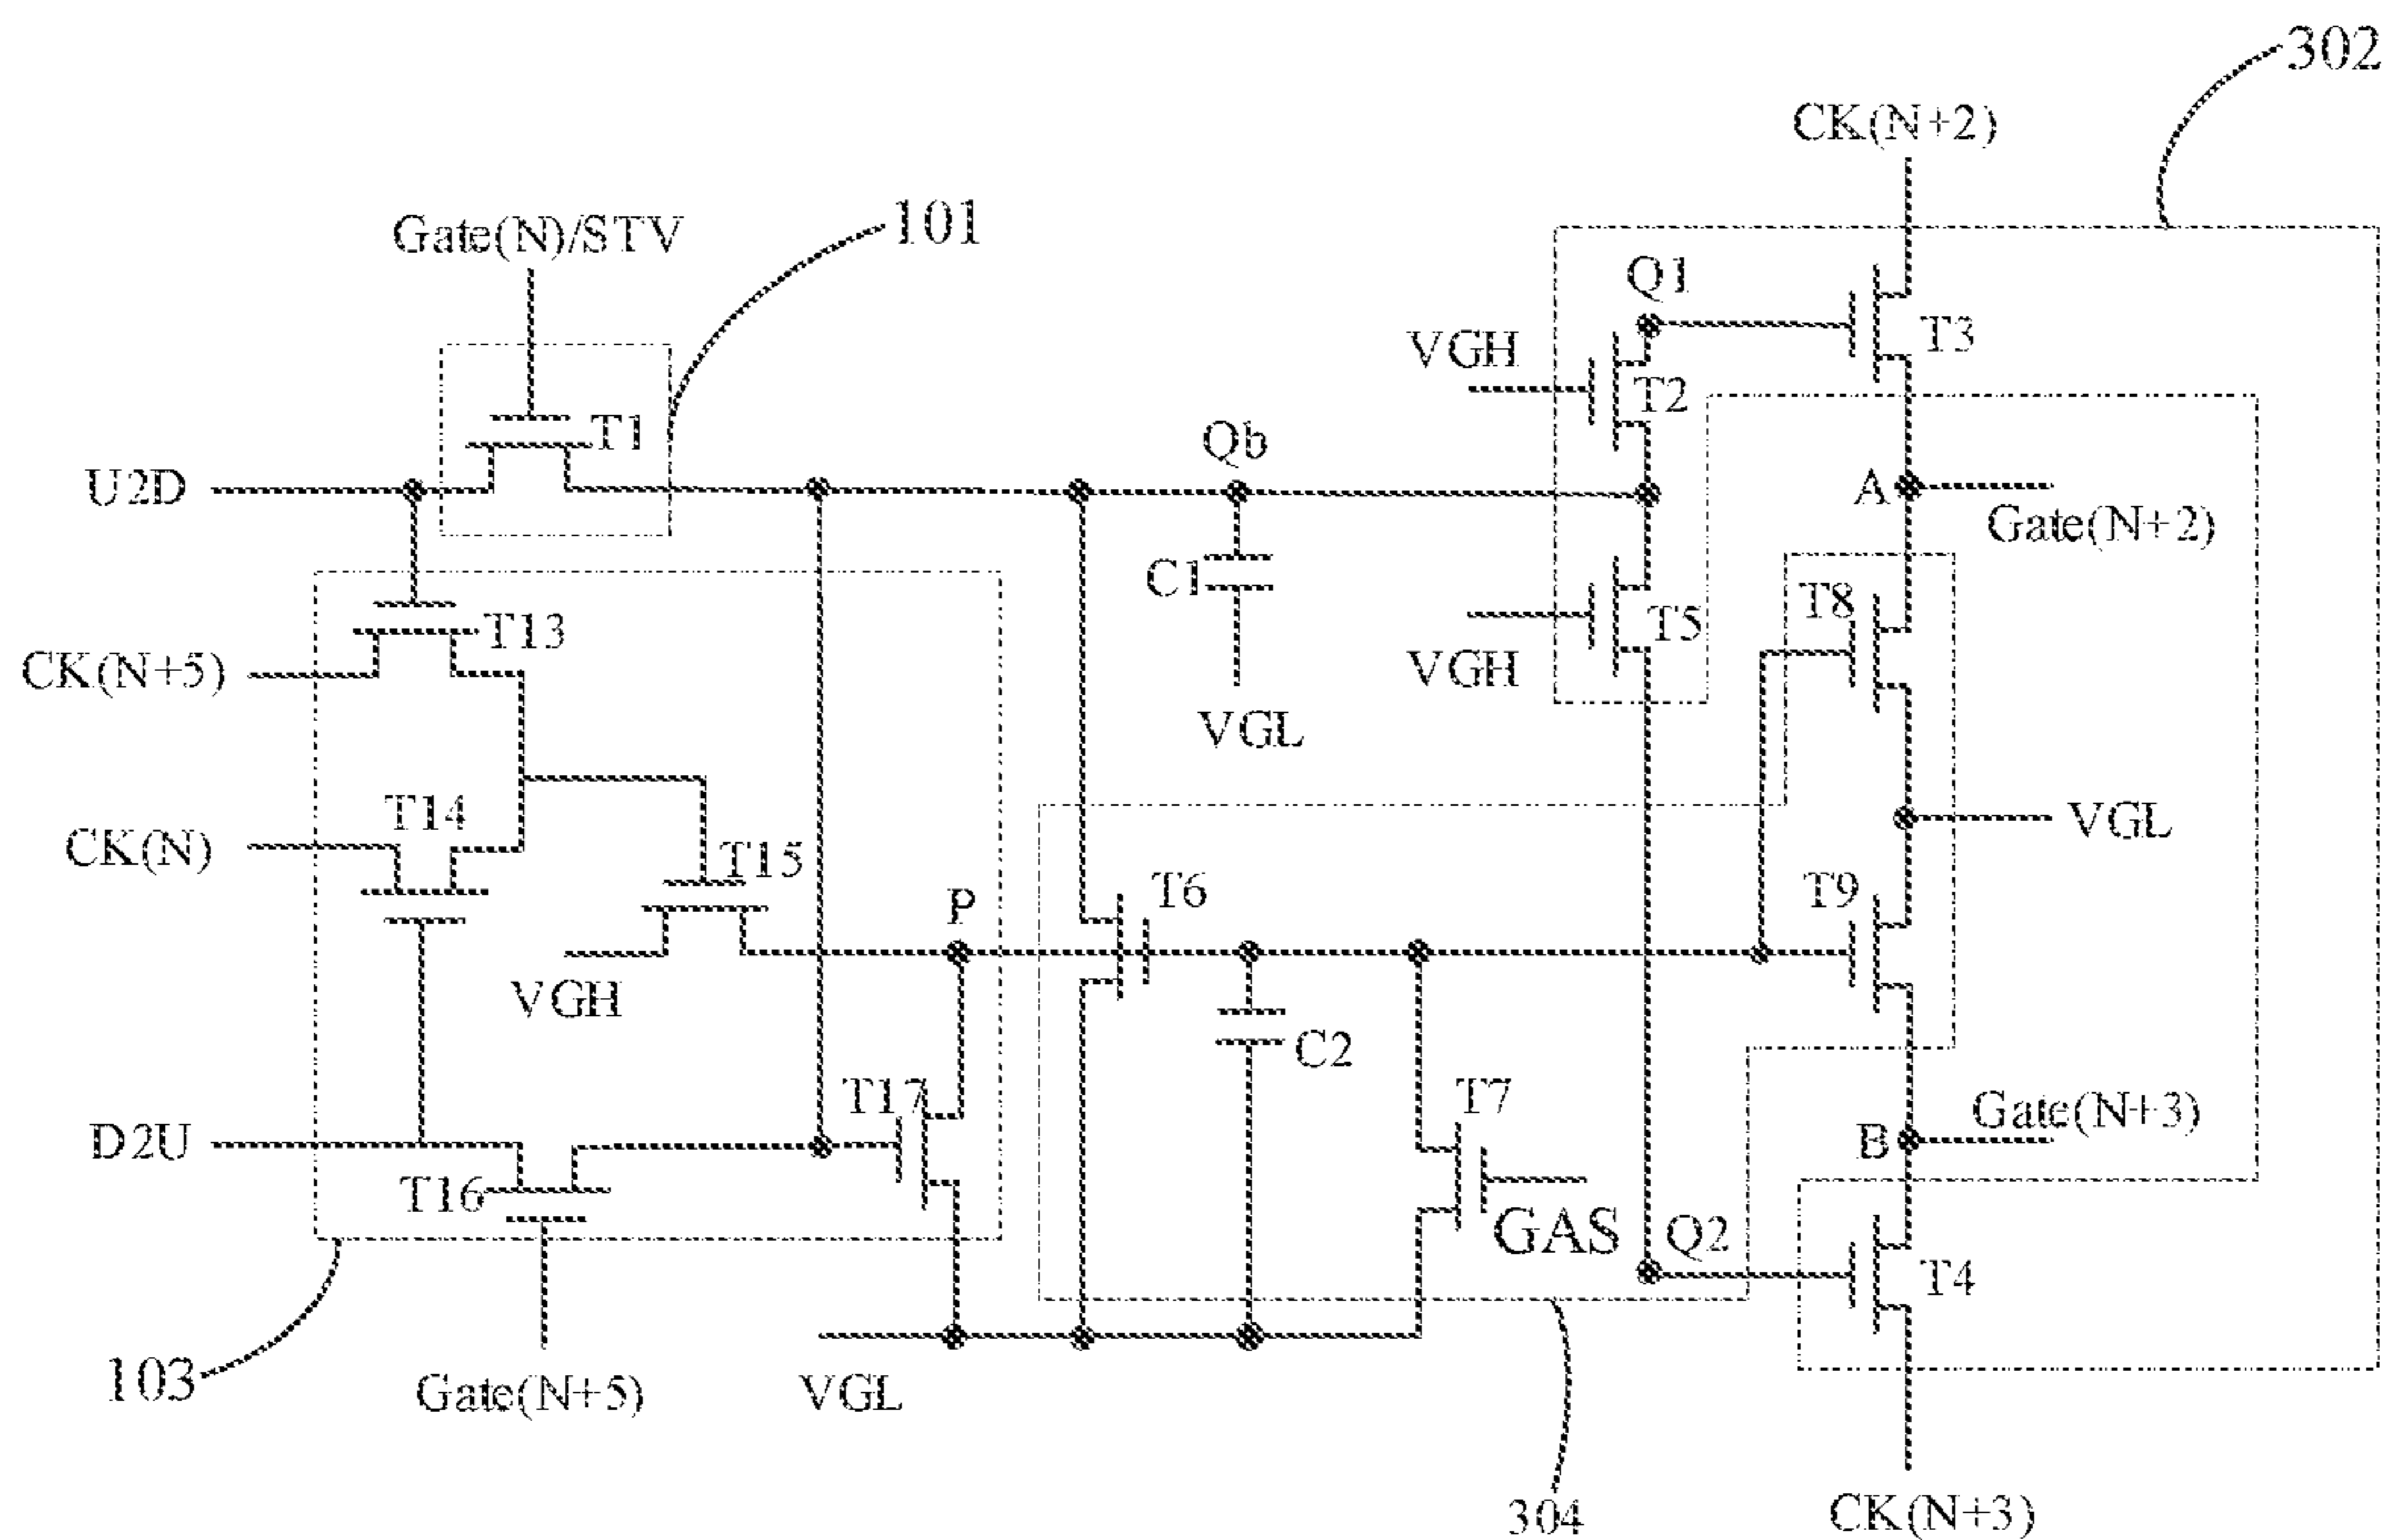 302
CK(N+2)
Gate(N)/STV
101
Q1
VGH
T3
T2
T1
Qb
U2D
A
Gate(N+2)
C1
T8
T13
T5
CK(N+5)
VGH
VGL
T14
CK(N)
VGL
T15
T6
T9
P
VGH
C2
T17
T7
Gate(N+3)
D2U
B
T16
GAS
Q2
T4
103
Gate(N+5)
VGL
304
CK(N+3)